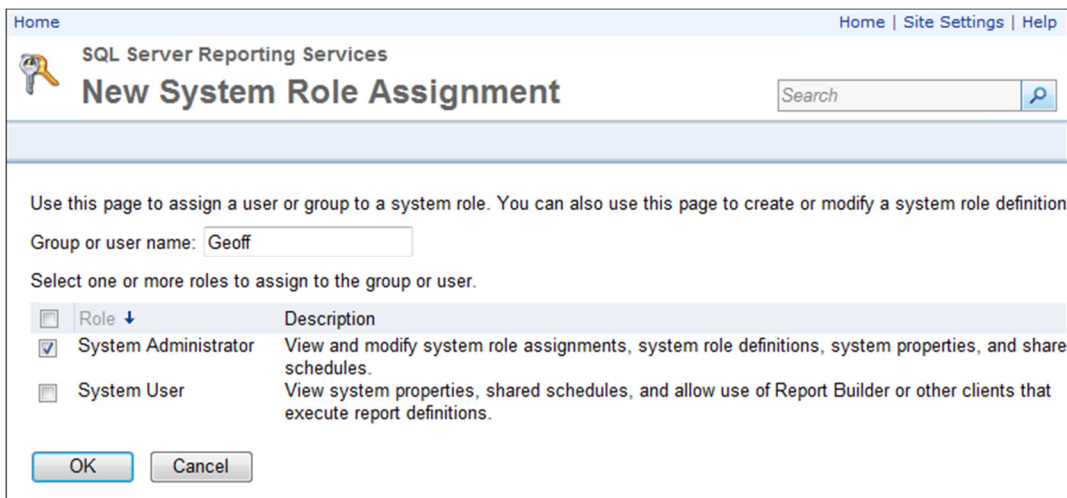 Home
Home | Site Settings | Help
SQL Server Reporting Services
New System Role Assignment
Search
Use this page to assign a user or group to a system role. You can also use this page to create or modify a system role definition
Group or user name: Geoff
Select one or more roles to assign to the group or user.
Role Description
System Administrator View and modify system role assignments, system role definitions, system properties, and share
schedules.
System User View system properties, shared schedules, and allow use of Report Builder or other clients that
execute report definitions.
OK Cancel